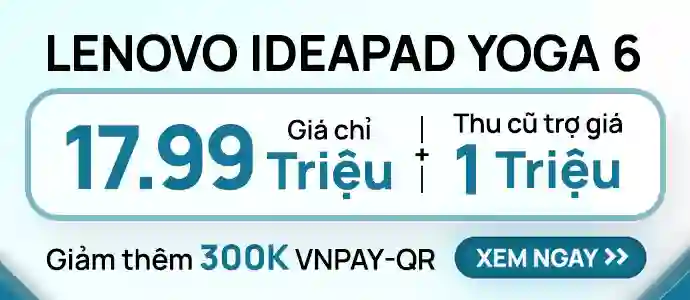 LENOVO IDEAPAD YOGA 6
17.99 Giá chỉ Triệu + Thu cũ trợ giá 1 Triệu
Giảm thêm 300K VNPAY-QR XEM NGAY >>